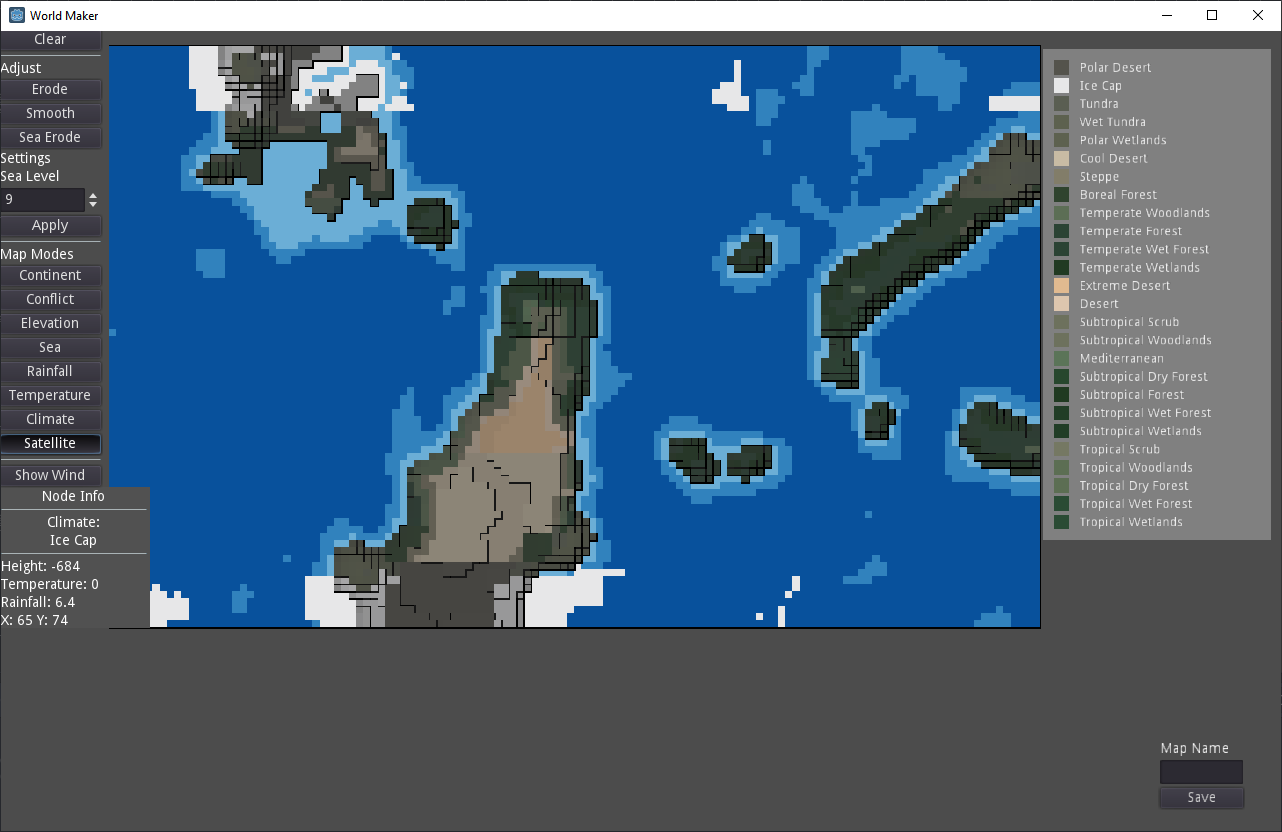 World Maker
Clear
Adjust
Erode
Smooth
Sea Erode
Settings
Sea Level
9
Apply
Map Modes
Continent
Conflict
Elevation
Sea
Rainfall
Temperature
Climate
Satellite
Show Wind
Node Info
Climate:
Ice Cap
Height: -684
Temperature: 0
Rainfall: 6.4
X: 65 Y: 74
Polar Desert
Ice Cap
Tundra
Wet Tundra
Polar Wetlands
Cool Desert
Steppe
Boreal Forest
Temperate Woodlands
Temperate Forest
Temperate Wet Forest
Temperate Wetlands
Extreme Desert
Desert
Subtropical Scrub
Subtropical Woodlands
Mediterranean
Subtropical Dry Forest
Subtropical Forest
Subtropical Wet Forest
Subtropical Wetlands
Tropical Scrub
Tropical Woodlands
Tropical Dry Forest
Tropical Wet Forest
Tropical Wetlands
Map Name
Save